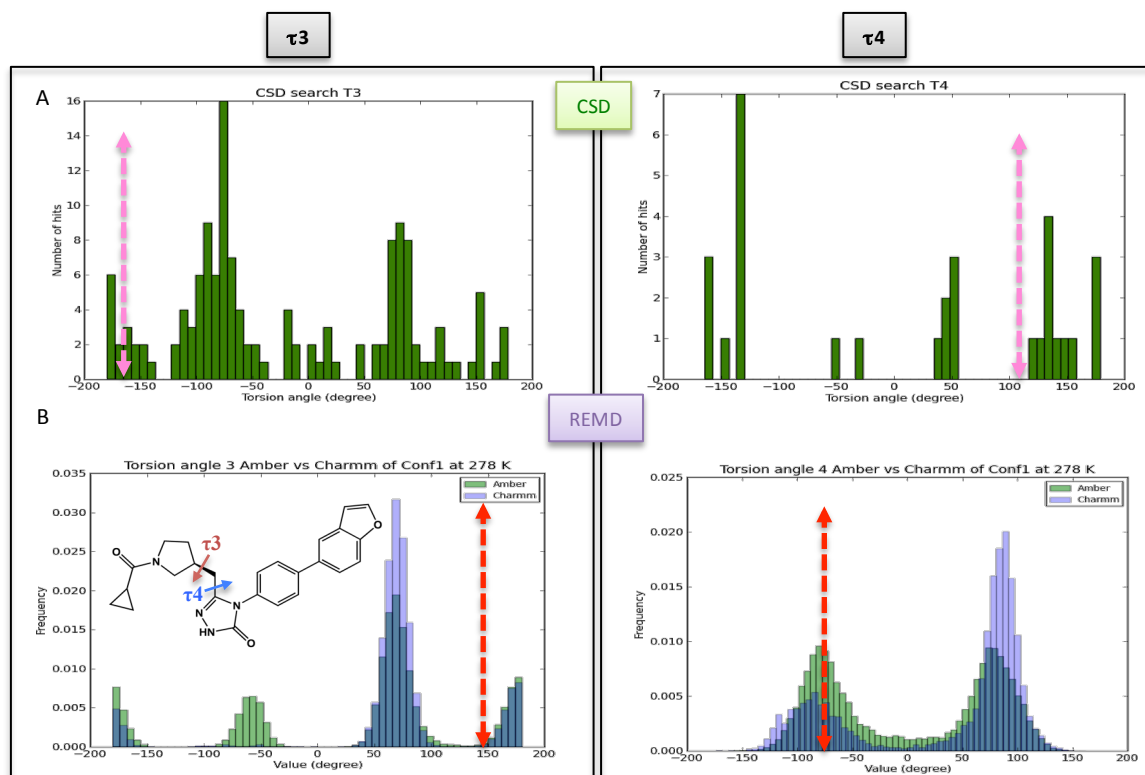 τ3
τ4
A
CSD search T3
CSD
CSD search T4
16
14
12
10
8
6
4
2
0
Number of hits
−200
−150
−100
−50
0
50
100
150
200
Torsion angle (degree)
7
6
5
4
3
2
1
0
Number of hits
−200
−150
−100
−50
0
50
100
150
200
Torsion angle (degree)
B
REMD
Torsion angle 3 Amber vs Charmm of Conf1 at 278 K
0.035
0.030
0.025
0.020
0.015
0.010
0.005
0.000
Frequency
Amber
Charmm
O
O
N
τ3
τ4
N
N
HN
O
−200
−150
−100
−50
0
50
100
150
200
Value (degree)
Torsion angle 4 Amber vs Charmm of Conf1 at 278 K
0.025
0.020
0.015
0.010
0.005
0.000
Frequency
Amber
Charmm
−200
−150
−100
−50
0
50
100
150
200
Value (degree)